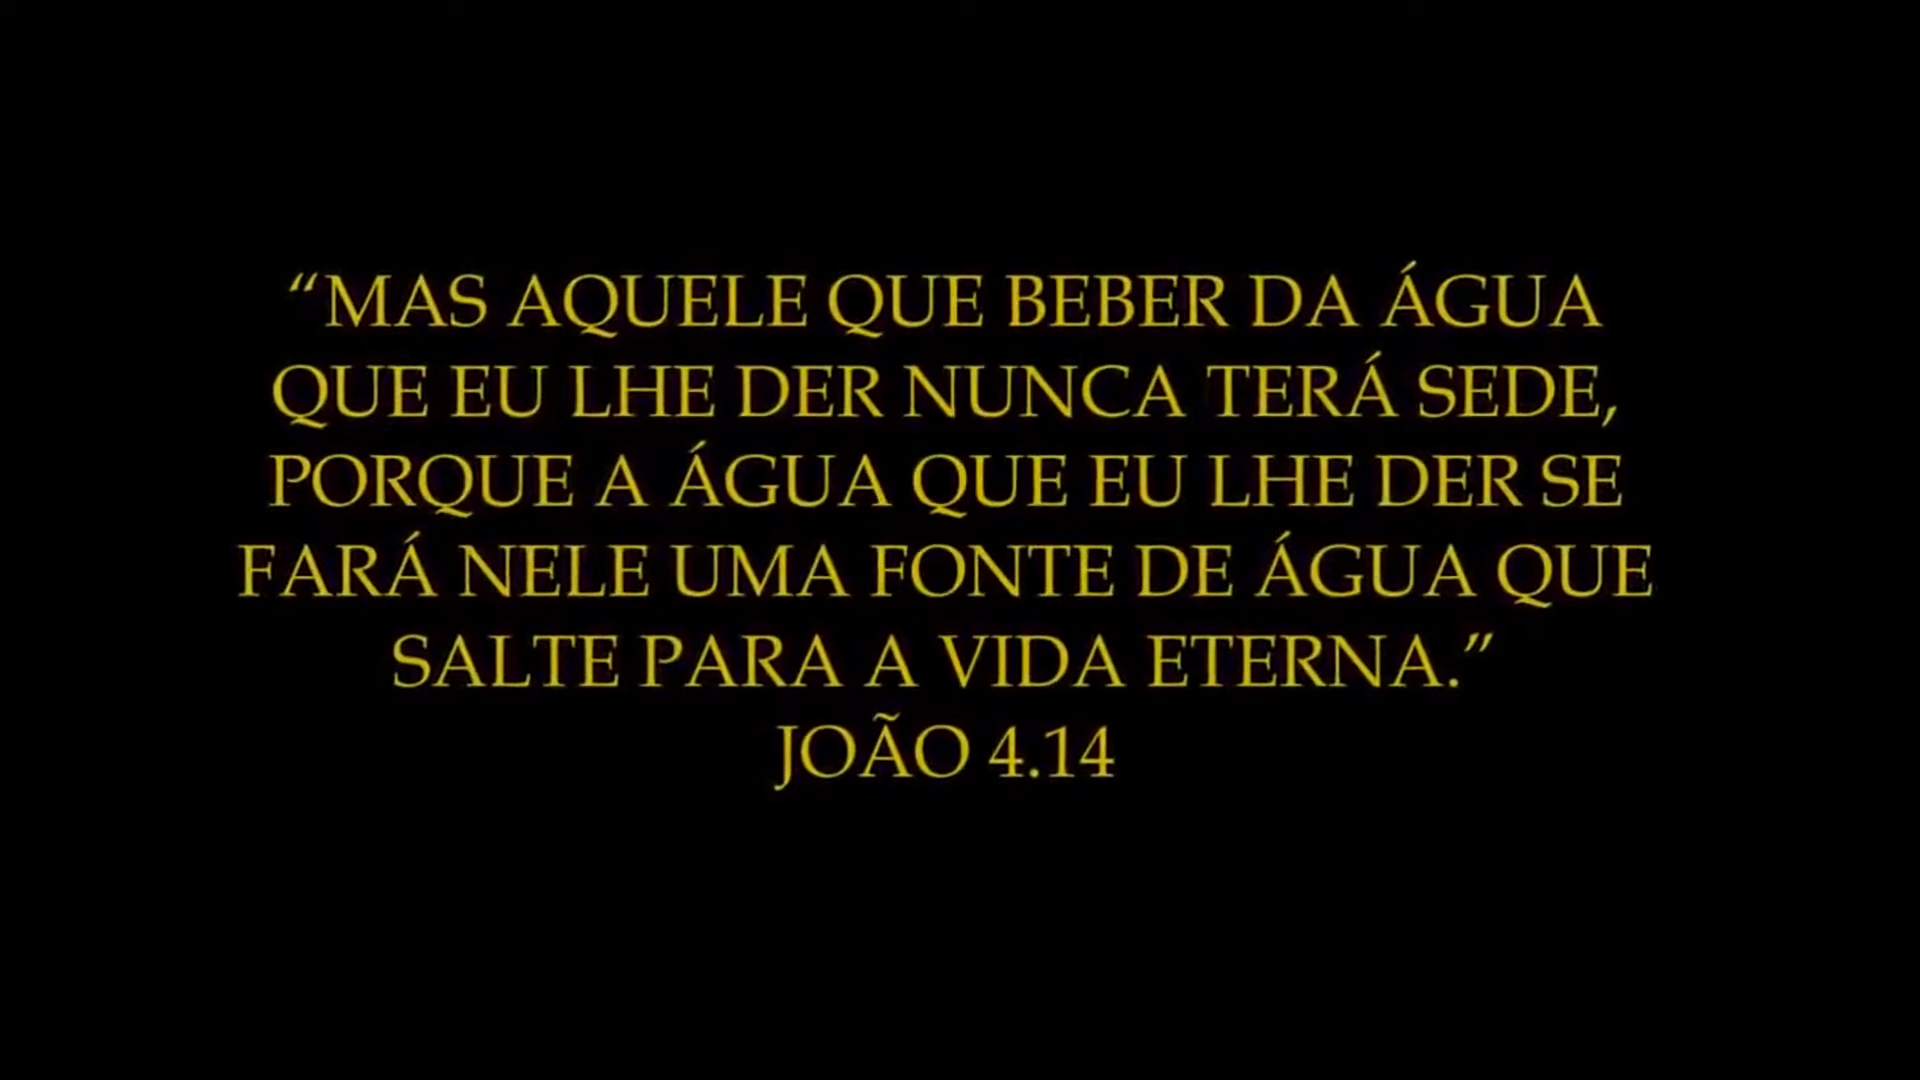 “MAS AQUELE QUE BEBER DA ÁGUA
QUE EU LHE DER NUNCA TERÁ SEDE,
PORQUE A ÁGUA QUE EU LHE DER SE
FARÁ NELE UMA FONTE DE ÁGUA QUE
SALTE PARA A VIDA ETERNA.”
JOÃO 4.14